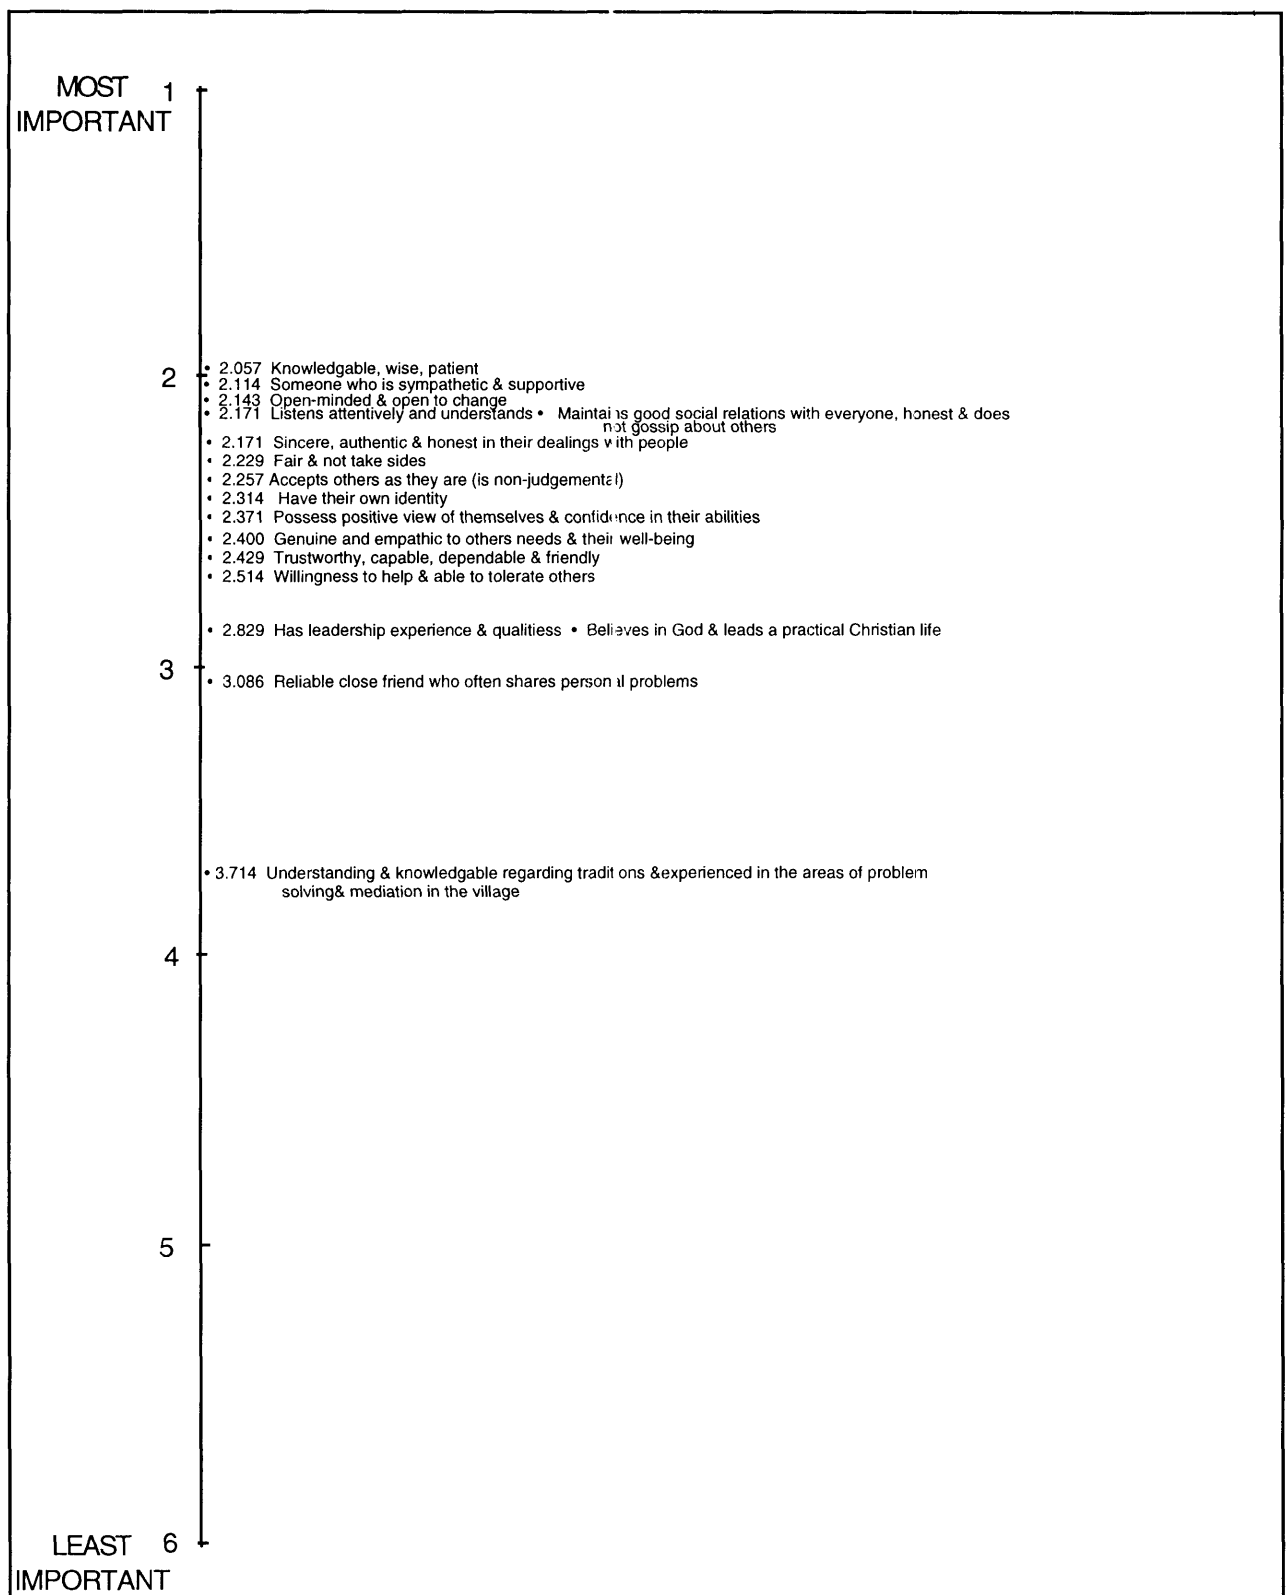 MOST 1
IMPORTANT
2
• 2.057 Knowledgable, wise, patient
• 2.114 Someone who is sympathetic & supportive
• 2.143 Open-minded & open to change
• 2.171 Listens attentively and understands • Maintains good social relations with everyone, honest & does
not gossip about others
• 2.171 Sincere, authentic & honest in their dealings with people
• 2.229 Fair & not take sides
• 2.257 Accepts others as they are (is non-judgemental)
• 2.314 Have their own identity
• 2.371 Possess positive view of themselves & confidence in their abilities
• 2.400 Genuine and empathic to others needs & their well-being
• 2.429 Trustworthy, capable, dependable & friendly
• 2.514 Willingness to help & able to tolerate others
• 2.829 Has leadership experience & qualitiess • Believes in God & leads a practical Christian life
3
• 3.086 Reliable close friend who often shares personal problems
• 3.714 Understanding & knowledgable regarding traditions &experienced in the areas of problem
solving& mediation in the village
4
5
LEAST 6
IMPORTANT